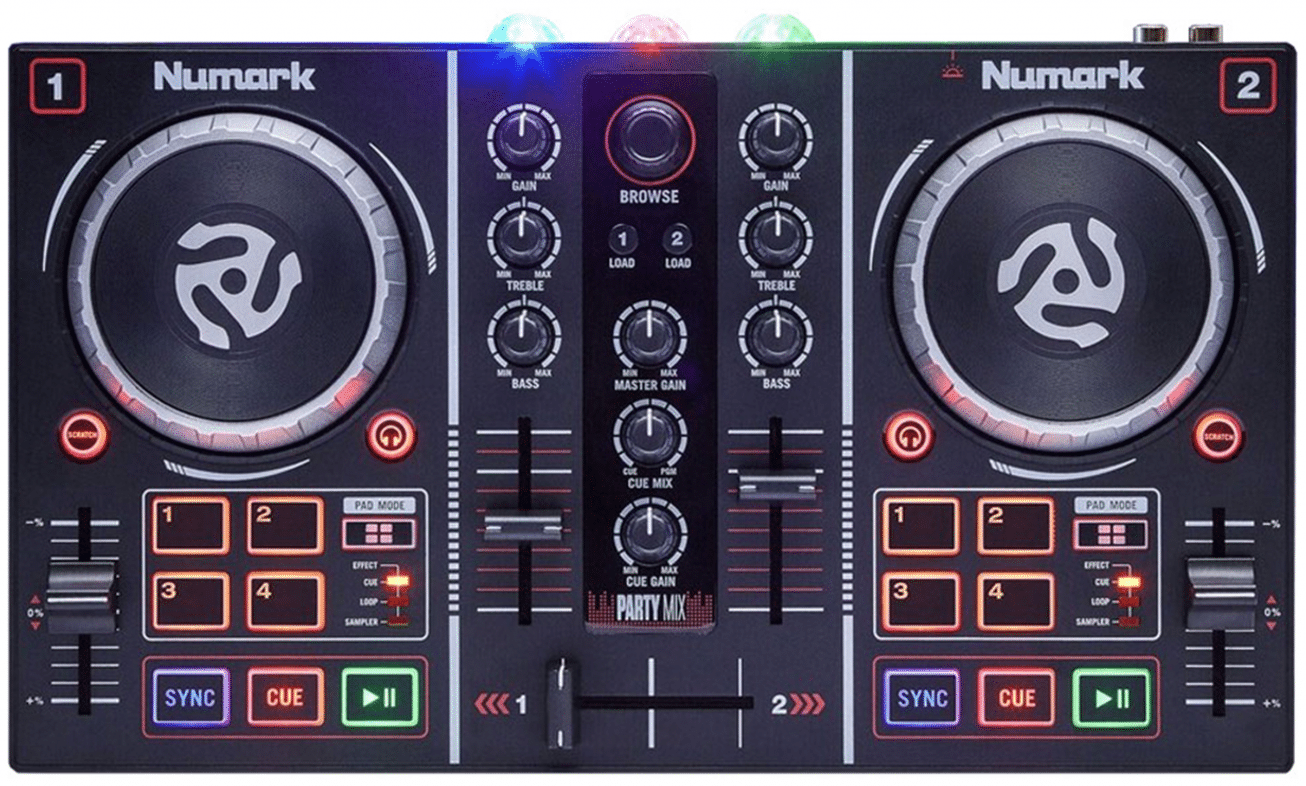 1
Numark
Numark
2
MIN MAX
GAIN
BROWSE
MIN MAX
GAIN
1
LOAD
2
LOAD
MIN MAX
TREBLE
MIN MAX
TREBLE
MIN MAX
BASS
MIN MAX
MASTER GAIN
MIN MAX
BASS
SCRATCH
SCRATCH
CUE PGM
CUE MIX
MIN MAX
CUE GAIN
PARTY MIX
-%
0%
+%
1
2
3
4
PAD MODE
EFFECT
CUE
LOOP
SAMPLER
SYNC
CUE
1
2
1
2
3
4
PAD MODE
EFFECT
CUE
LOOP
SAMPLER
SYNC
CUE
-%
0%
+%